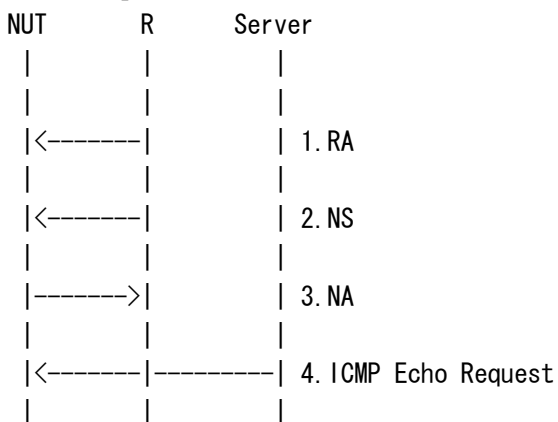 NUT R Server
1.RA
2.NS
3.NA
4.ICMP Echo Request